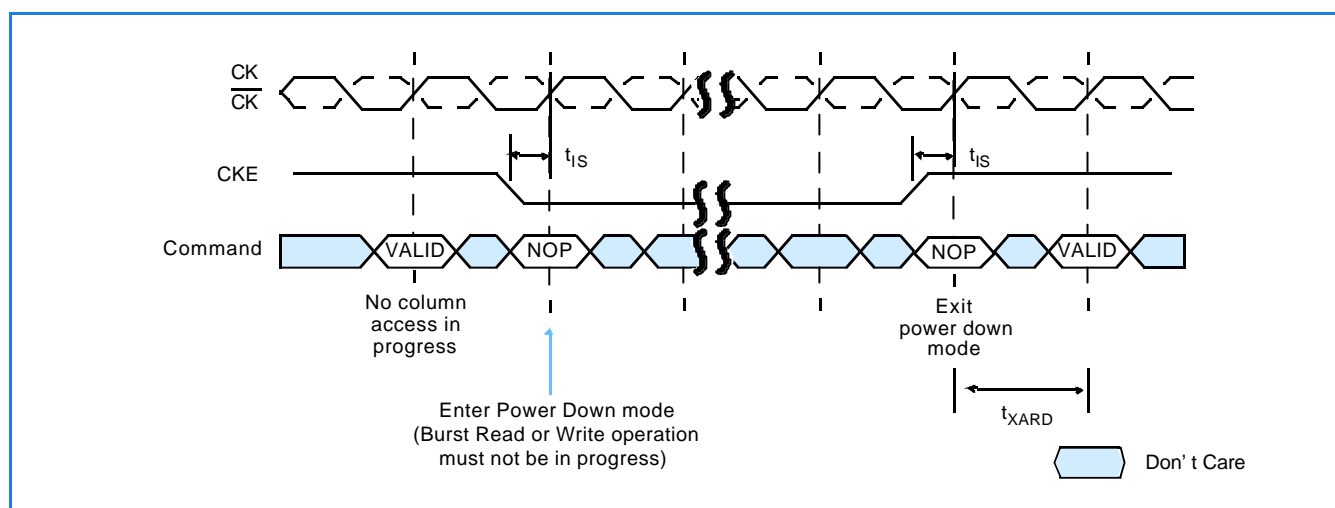 CK
CK
tIS
tIS
CKE
Command
VALID
NOP
NOP
VALID
No column
access in
progress
Exit
power down
mode
Enter Power Down mode
(Burst Read or Write operation
must not be in progress)
tXARD
Don' t Care